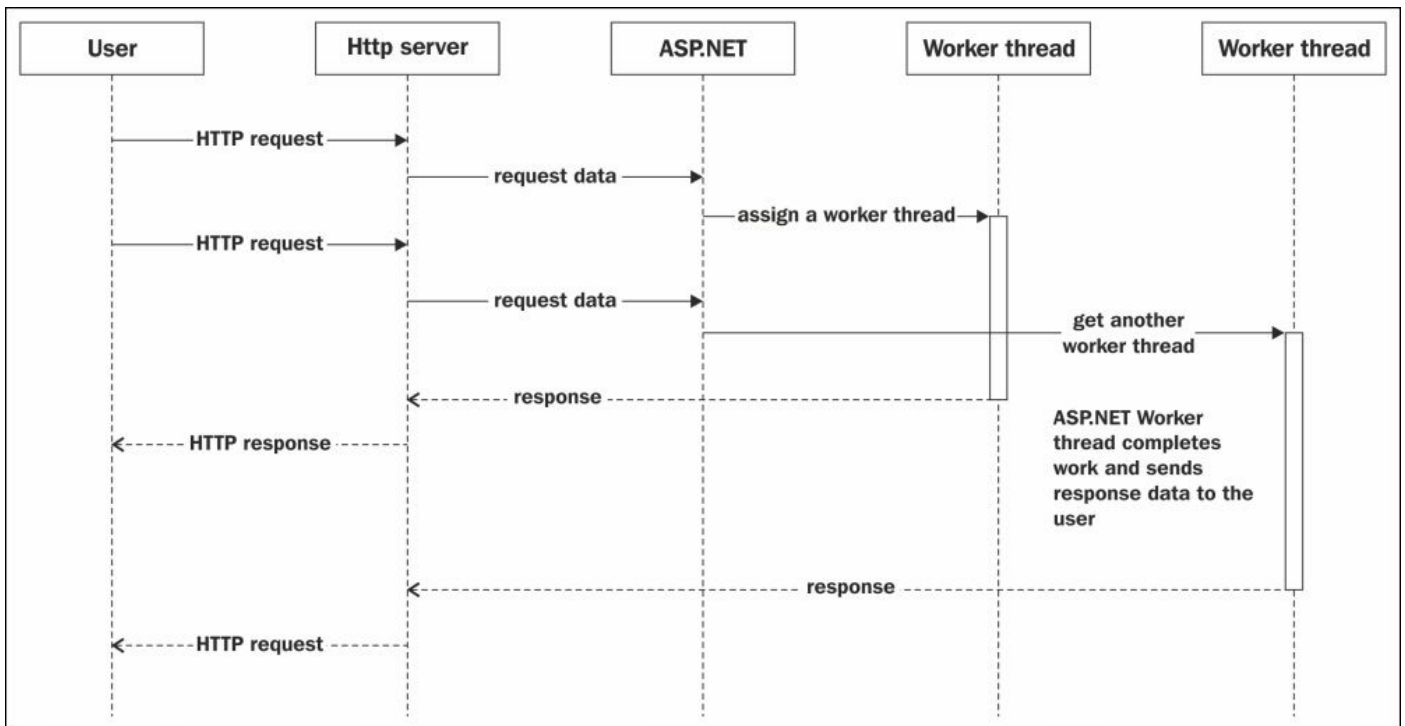 User
Http server
ASP.NET
Worker thread
Worker thread
HTTP request
request data
assign a worker thread
HTTP request
request data
get another
worker thread
response
ASP.NET Worker
thread completes
work and sends
response data to the
user
HTTP response
response
HTTP request